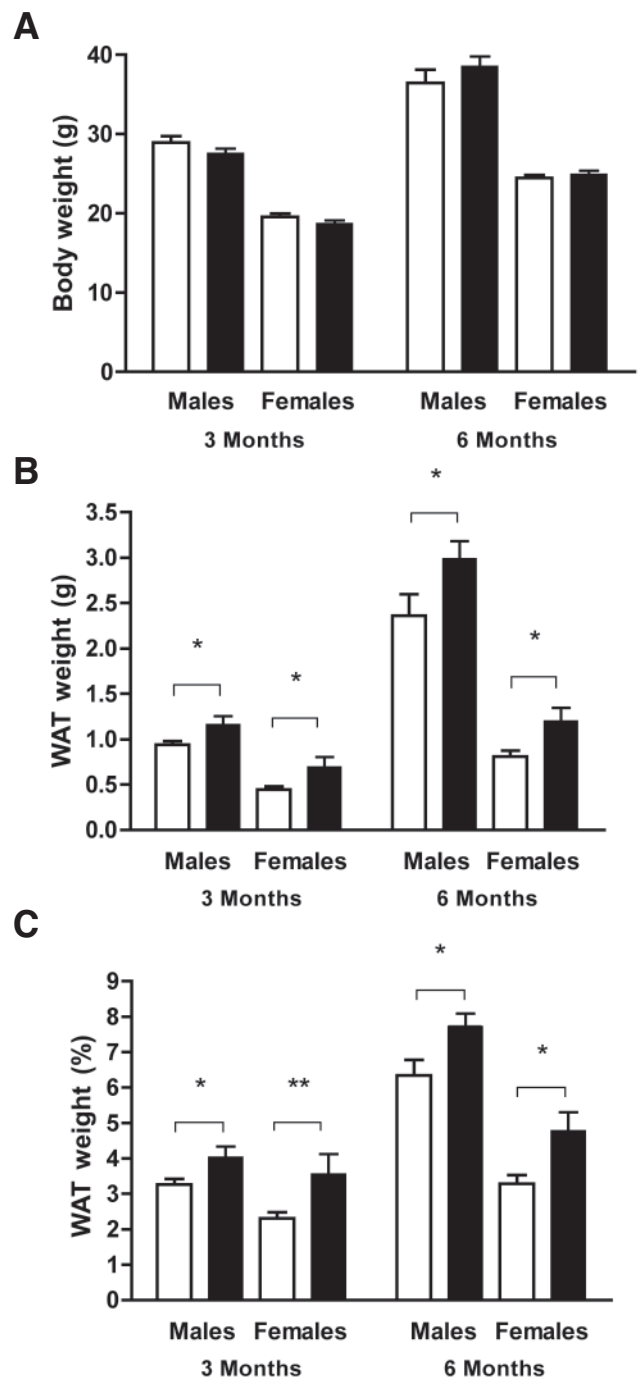 A
Body weight (g)
40
30
20
10
0
Males Females Males Females
3 Months 6 Months
B
WAT weight (g)
3.5
3.0
2.5
2.0
1.5
1.0
0.5
0.0
* * * *
Males Females Males Females
3 Months 6 Months
C
WAT weight (%)
9
8
7
6
5
4
3
2
1
0
* ** * *
Males Females Males Females
3 Months 6 Months